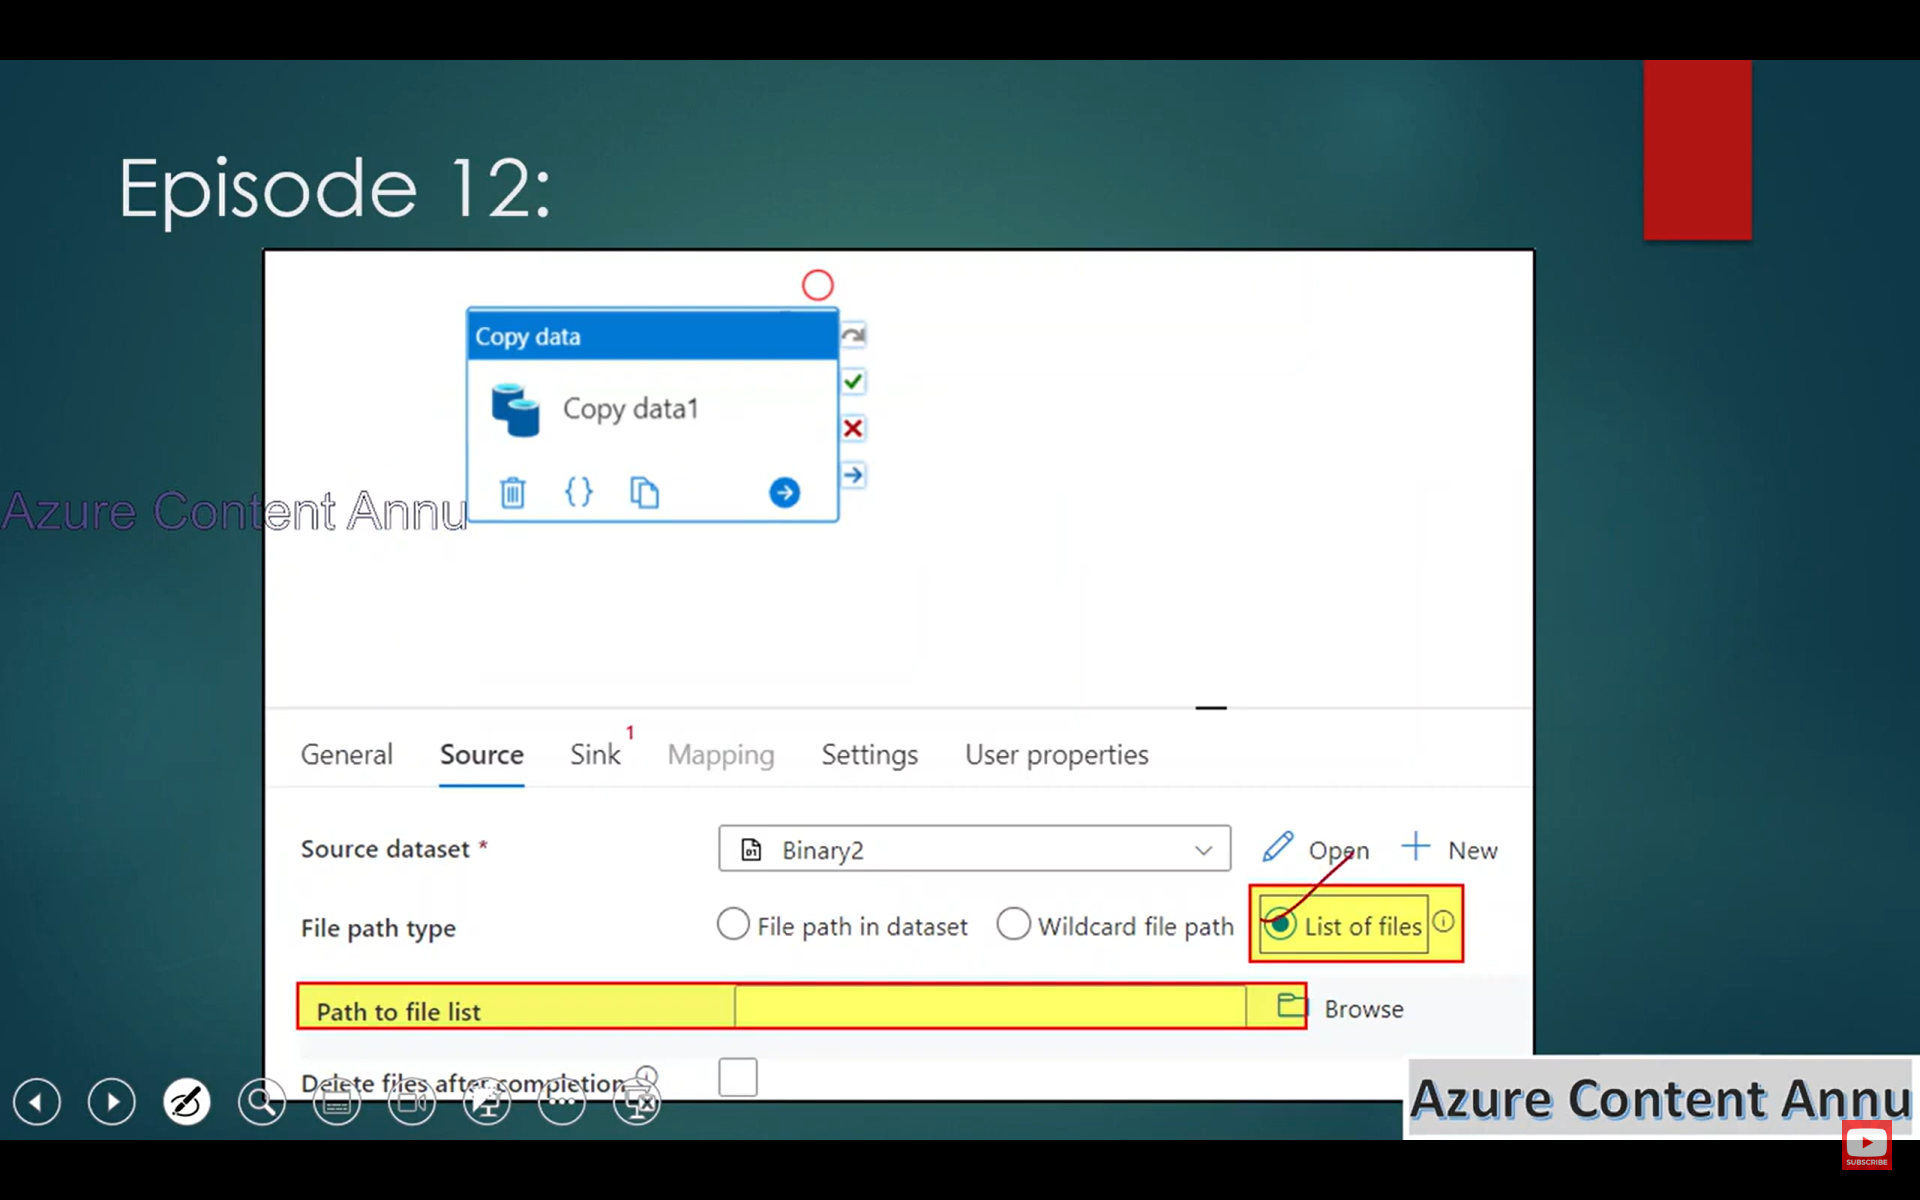 Episode 12:
Copy data
Copy data1
Azure Content Annu
General Source Sink 1 Mapping Settings User properties
Source dataset * Binary2 Open New
File path type File path in dataset Wildcard file path List of files
Path to file list Browse
Delete files after completion
Azure Content Annu
SUBSCRIBE